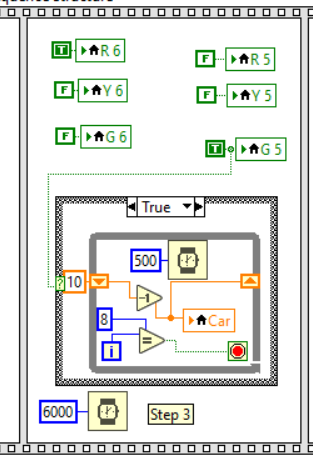 T R 6
F R 5
F Y 6
F Y 5
F G 6
T G 5
True
?
10
500
-1
8
Car
i
=
6000
Step 3